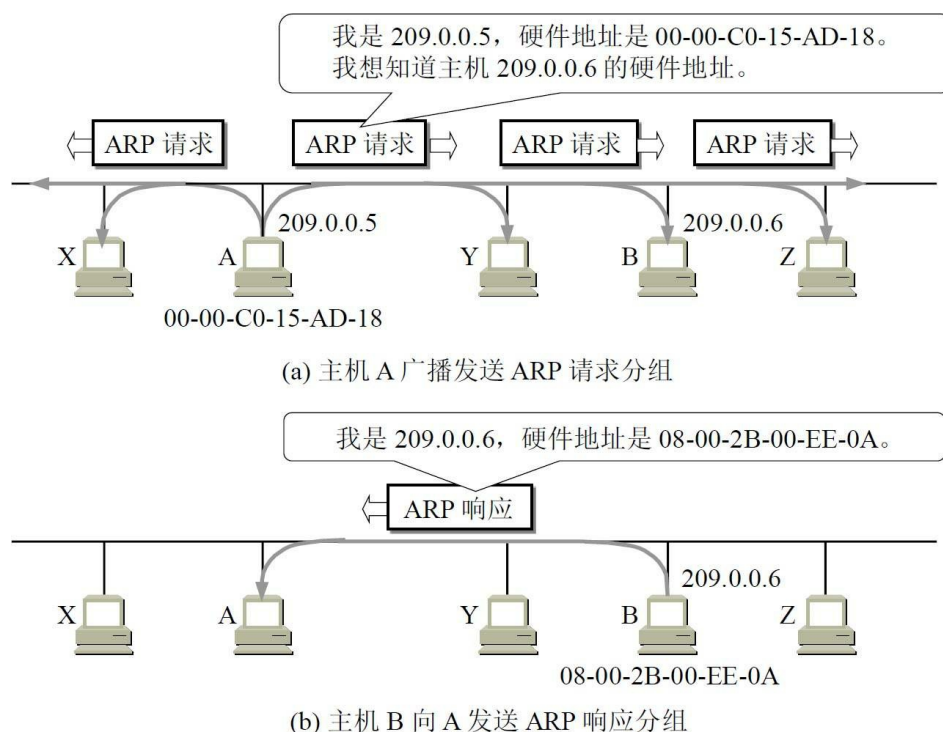 我是 209.0.0.5，硬件地址是 00-00-C0-15-AD-18。
我想知道主机 209.0.0.6 的硬件地址。
ARP 请求
ARP 请求
ARP 请求
ARP 请求
209.0.0.5
209.0.0.6
X
A
Y
B
Z
00-00-C0-15-AD-18
(a) 主机 A 广播发送 ARP 请求分组
我是 209.0.0.6，硬件地址是 08-00-2B-00-EE-0A。
ARP 响应
209.0.0.6
X
A
Y
B
Z
08-00-2B-00-EE-0A
(b) 主机 B 向 A 发送 ARP 响应分组